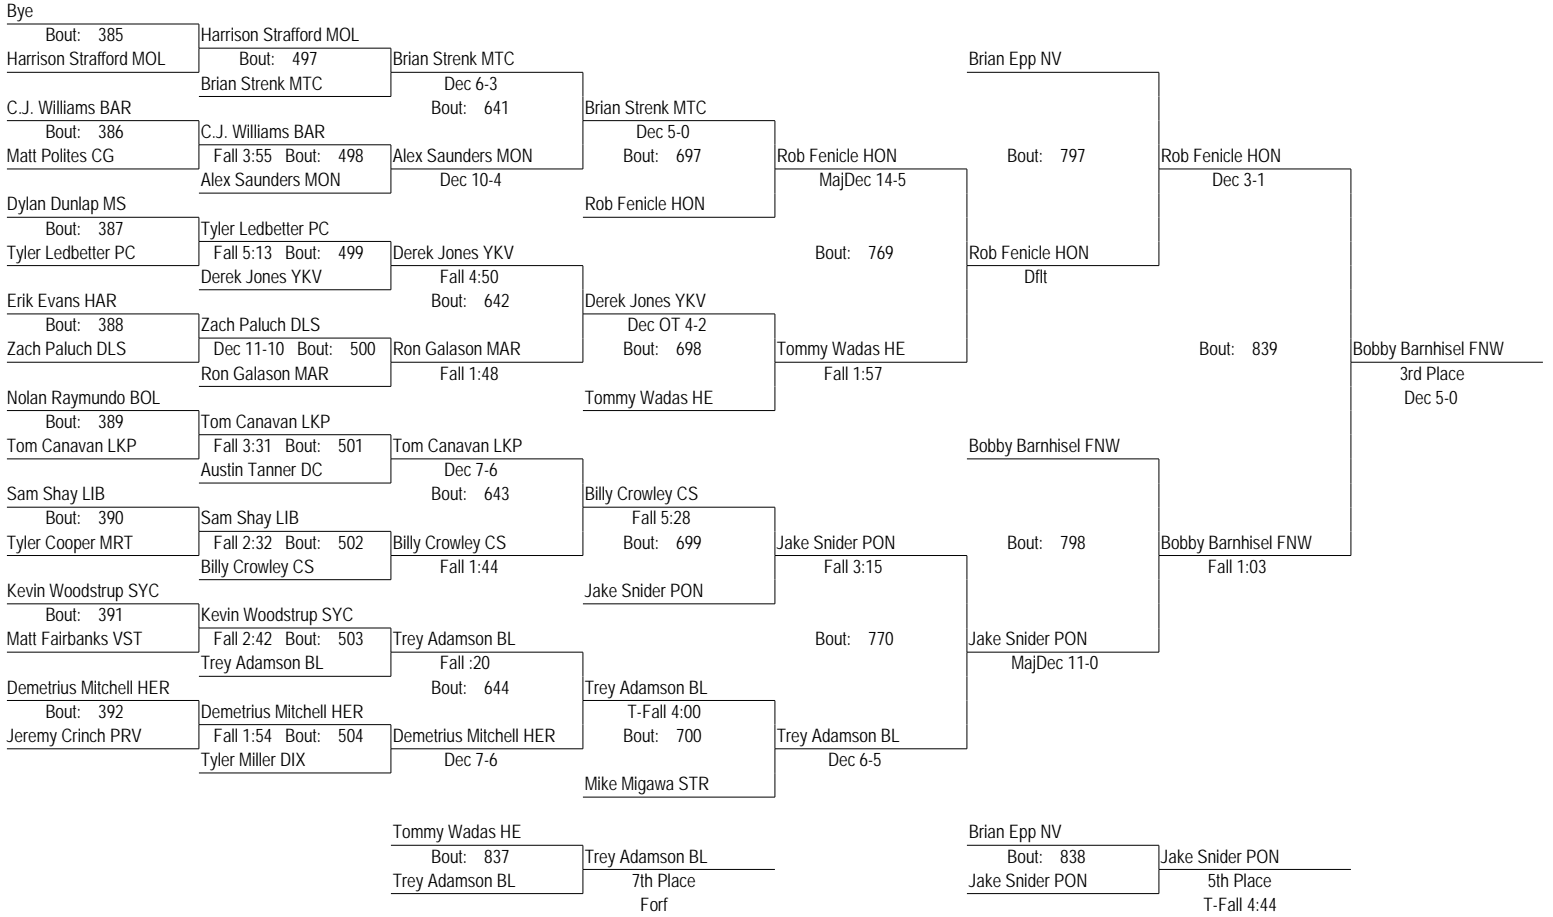 Bye
Bout: 385
Harrison Strafford MOL
C.J. Williams BAR
Bout: 386
Matt Polites CG
Dylan Dunlap MS
Bout: 387
Tyler Ledbetter PC
Erik Evans HAR
Bout: 388
Zach Paluch DLS
Nolan Raymundo BOL
Bout: 389
Tom Canavan LKP
Sam Shay LIB
Bout: 390
Tyler Cooper MRT
Kevin Woodstrup SYC
Bout: 391
Matt Fairbanks VST
Demetrius Mitchell HER
Bout: 392
Jeremy Crinch PRV
Harrison Strafford MOL
Bout: 497
Brian Strenk MTC
C.J. Williams BAR
Fall 3:55 Bout: 498
Alex Saunders MON
Tyler Ledbetter PC
Fall 5:13 Bout: 499
Derek Jones YKV
Zach Paluch DLS
Dec 11-10 Bout: 500
Ron Galason MAR
Tom Canavan LKP
Fall 3:31 Bout: 501
Austin Tanner DC
Sam Shay LIB
Fall 2:32 Bout: 502
Billy Crowley CS
Kevin Woodstrup SYC
Fall 2:42 Bout: 503
Trey Adamson BL
Demetrius Mitchell HER
Fall 1:54 Bout: 504
Tyler Miller DIX
Brian Strenk MTC
Dec 6-3
Bout: 641
Alex Saunders MON
Dec 10-4
Derek Jones YKV
Fall 4:50
Bout: 642
Ron Galason MAR
Fall 1:48
Tom Canavan LKP
Dec 7-6
Bout: 643
Billy Crowley CS
Fall 1:44
Trey Adamson BL
Fall :20
Bout: 644
Demetrius Mitchell HER
Dec 7-6
Brian Strenk MTC
Dec 5-0
Bout: 697
Rob Fenicle HON
Derek Jones YKV
Dec OT 4-2
Bout: 698
Tommy Wadas HE
Billy Crowley CS
Fall 5:28
Bout: 699
Jake Snider PON
Trey Adamson BL
T-Fall 4:00
Bout: 700
Mike Migawa STR
Rob Fenicle HON
MajDec 14-5
Bout: 769
Tommy Wadas HE
Fall 1:57
Jake Snider PON
Fall 3:15
Bout: 770
Trey Adamson BL
Dec 6-5
Brian Epp NV
Bout: 797
Rob Fenicle HON
Dflt
Bobby Barnhisel FNW
Bout: 798
Jake Snider PON
MajDec 11-0
Rob Fenicle HON
Dec 3-1
Bout: 839
Bobby Barnhisel FNW
Fall 1:03
Bobby Barnhisel FNW
3rd Place
Dec 5-0
Tommy Wadas HE
Bout: 837
Trey Adamson BL
Trey Adamson BL
7th Place
Forf
Brian Epp NV
Bout: 838
Jake Snider PON
Jake Snider PON
5th Place
T-Fall 4:44